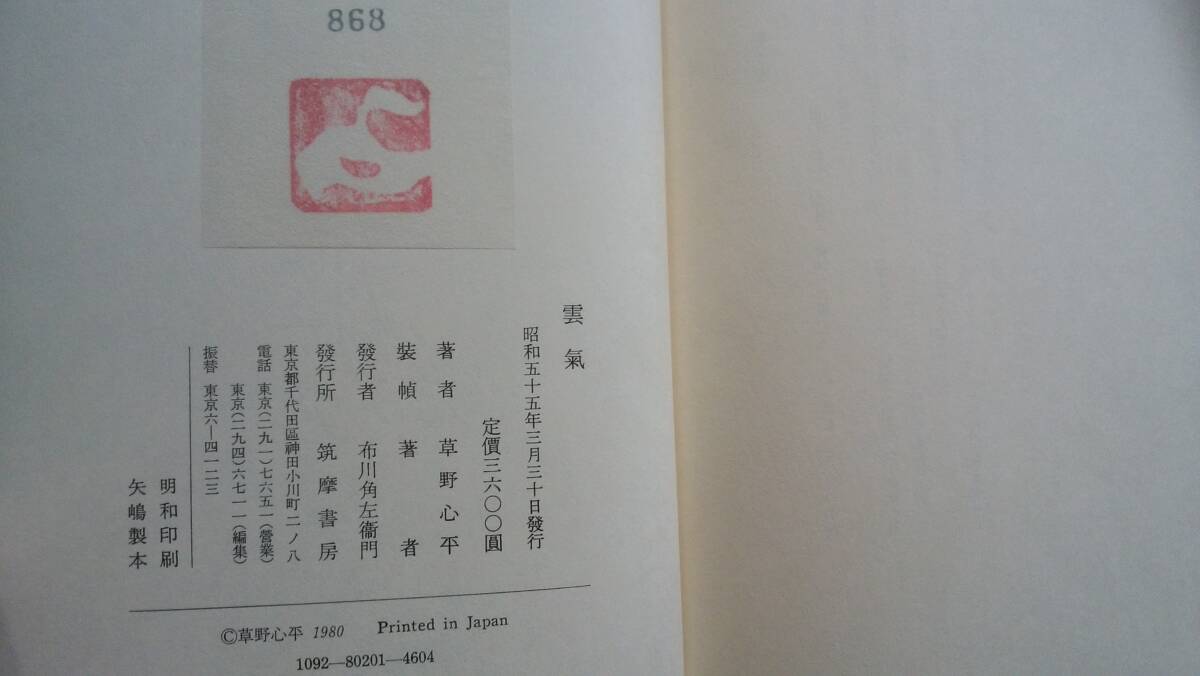 868
雲氣
昭和五十五年三月三十日發行
定價三六〇〇圓
著者 草野心平
裝幀 著者
發行者 布川角左衞門
發行所 筑摩書房
東京都千代田區神田小川町二ノ八
電話 東京(二九一)七六五一(營業)
東京(二九四)六七一一(編集)
振替 東京六―四一二三
明和印刷
矢嶋製本
©草野心平 1980 Printed in Japan
1092―80201―4604